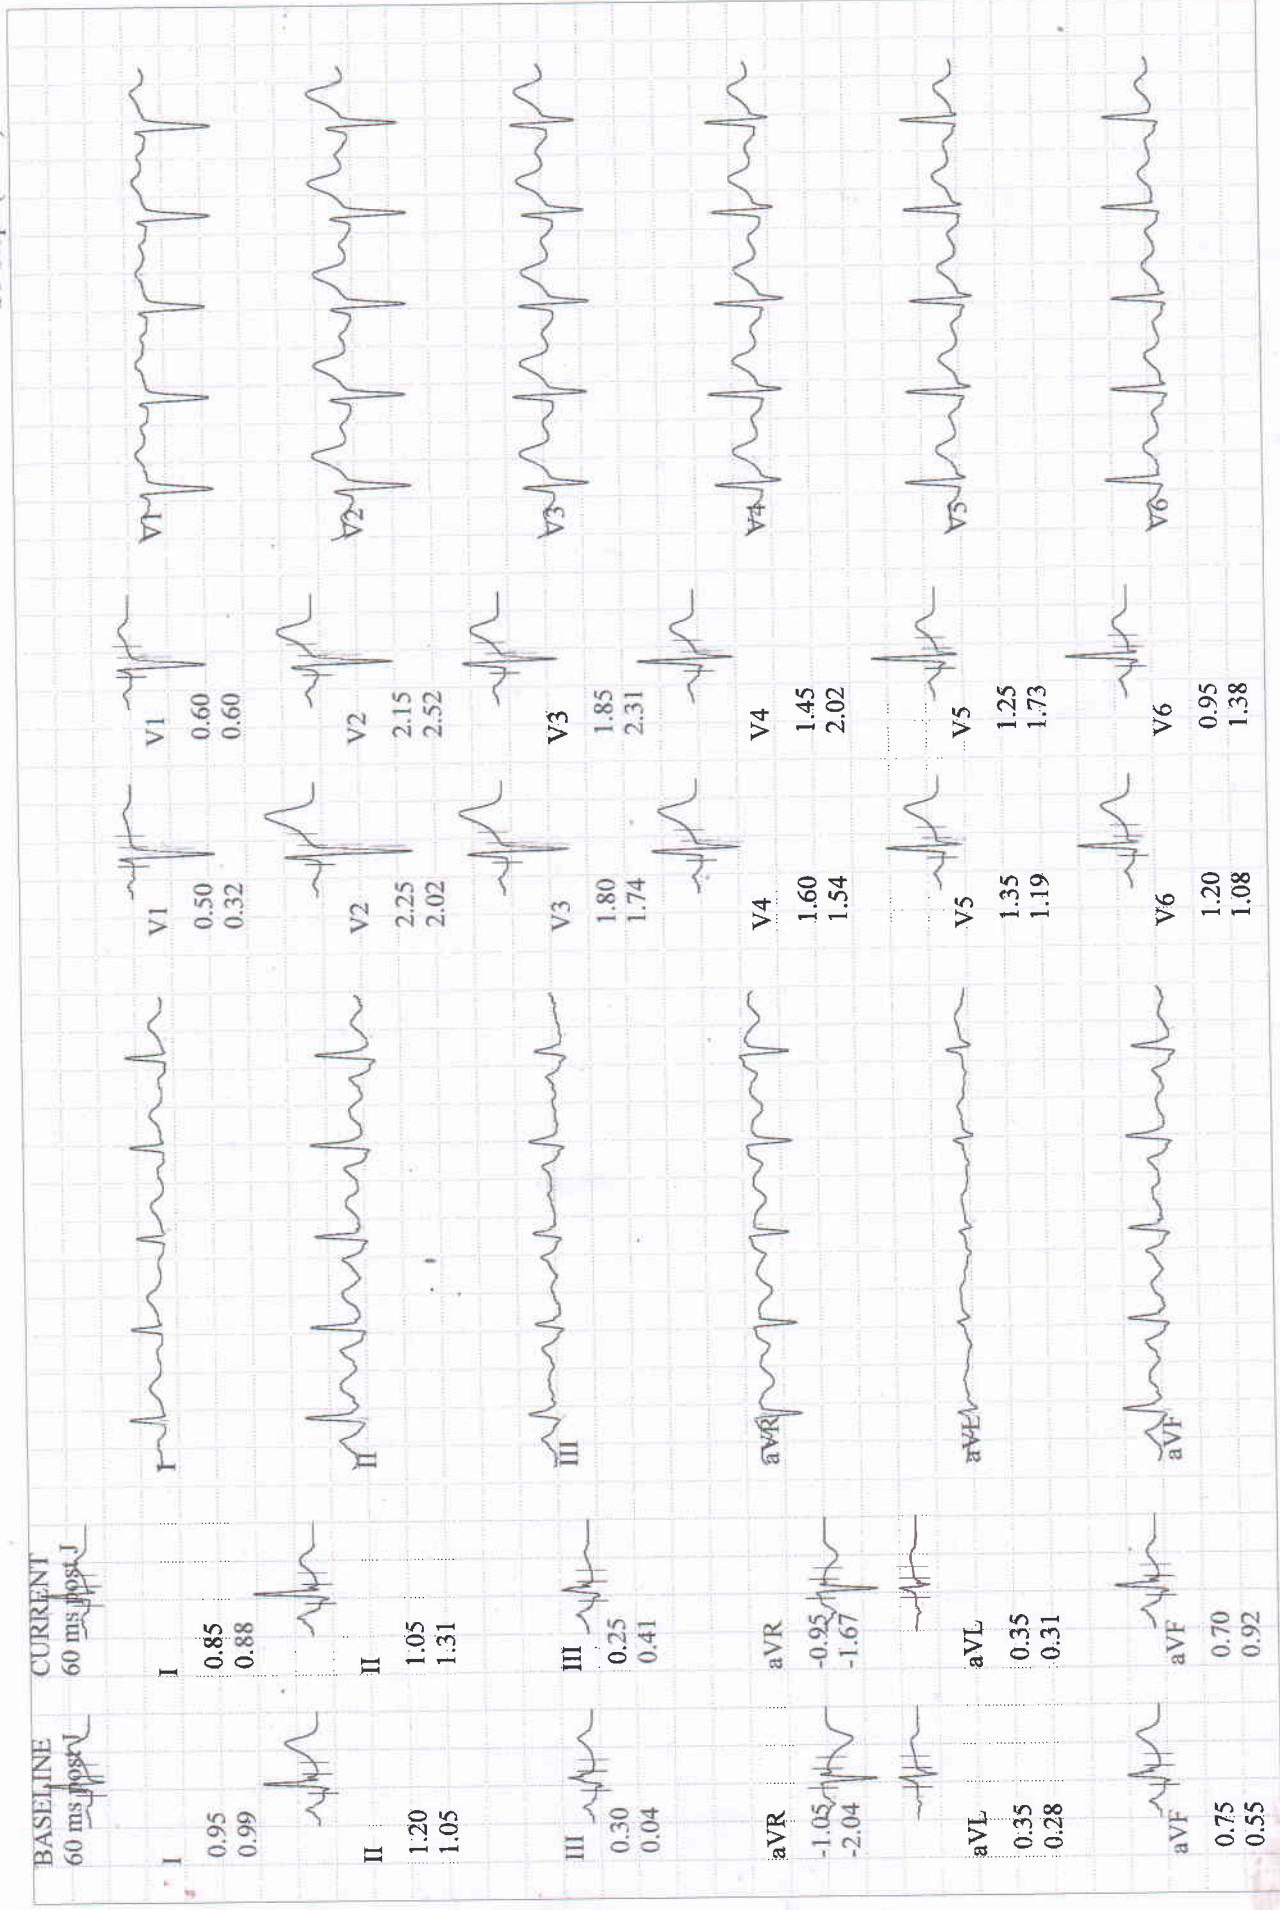 BASELINE
60 ms post J
CURRENT
60 ms post J
I
0.95
0.99
I
0.85
0.88
I
V1
0.50
0.32
V1
0.60
0.60
V1
II
1.20
1.05
II
1.05
1.31
II
V2
2.25
2.02
V2
2.15
2.52
V2
III
0.30
0.04
III
0.25
0.41
III
V3
1.80
1.74
V3
1.85
2.31
V3
aVR
-1.05
-2.04
aVR
-0.95
-1.67
aVR
V4
1.60
1.54
V4
1.45
2.02
V4
aVL
0.35
0.28
aVL
0.35
0.31
aVL
V5
1.35
1.19
V5
1.25
1.73
V5
aVF
0.75
0.55
aVF
0.70
0.92
aVF
V6
1.20
1.08
V6
0.95
1.38
V6